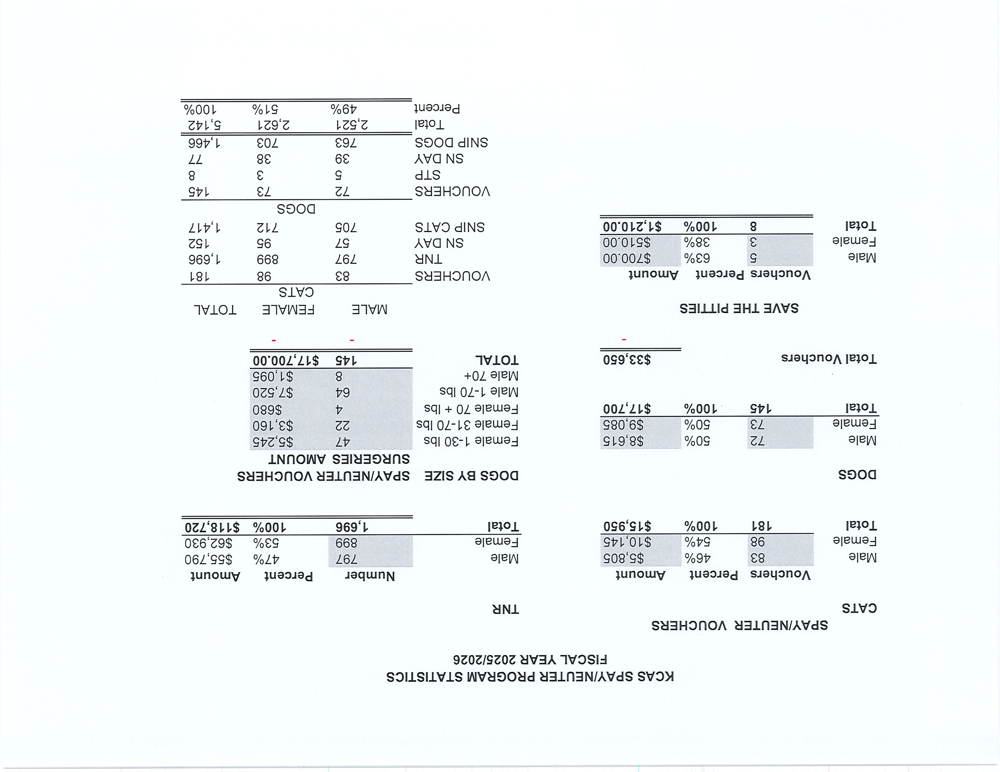 KCAS SPAY/NEUTER PROGRAM STATISTICS
FISCAL YEAR 2025/2026
SPAY/NEUTER VOUCHERS
CATS
Vouchers Percent Amount
Male 83 46% $5,805
Female 98 54% $10,145
Total 181 100% $15,950
DOGS
Male 72 50% $8,615
Female 73 50% $9,085
Total 145 100% $17,700
Total Vouchers $33,650
-
SAVE THE PITTIES
Vouchers Percent Amount
Male 5 63% $700.00
Female 3 38% $510.00
Total 8 100% $1,210.00
TNR
Number Percent Amount
Male 797 47% $55,790
Female 899 53% $62,930
Total 1,696 100% $118,720
DOGS BY SIZE SPAY/NEUTER VOUCHERS
SURGERIES AMOUNT
Female 1-30 lbs 47 $5,245
Female 31-70 lbs 22 $3,160
Female 70 + lbs 4 $680
Male 1-70 lbs 64 $7,520
Male 70+ 8 $1,095
TOTAL 145 $17,700.00
- -
MALE FEMALE TOTAL
CATS
VOUCHERS 83 98 181
TNR 797 899 1,696
SN DAY 57 95 152
SNIP CATS 705 712 1,417
DOGS
VOUCHERS 72 73 145
STP 5 3 8
SN DAY 39 38 77
SNIP DOGS 763 703 1,466
Total 2,521 2,621 5,142
Percent 49% 51% 100%